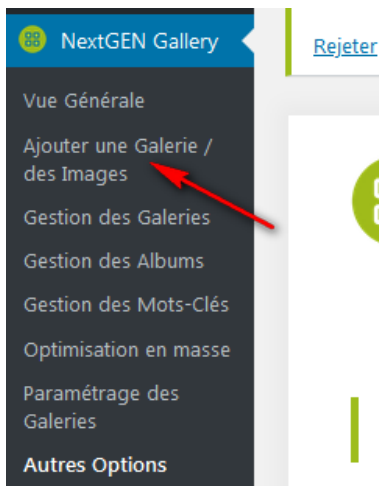 NextGEN Gallery
Rejeter
Vue Générale
Ajouter une Galerie /
des Images
Gestion des Galeries
Gestion des Albums
Gestion des Mots-Clés
Optimisation en masse
Paramétrage des
Galeries
Autres Options